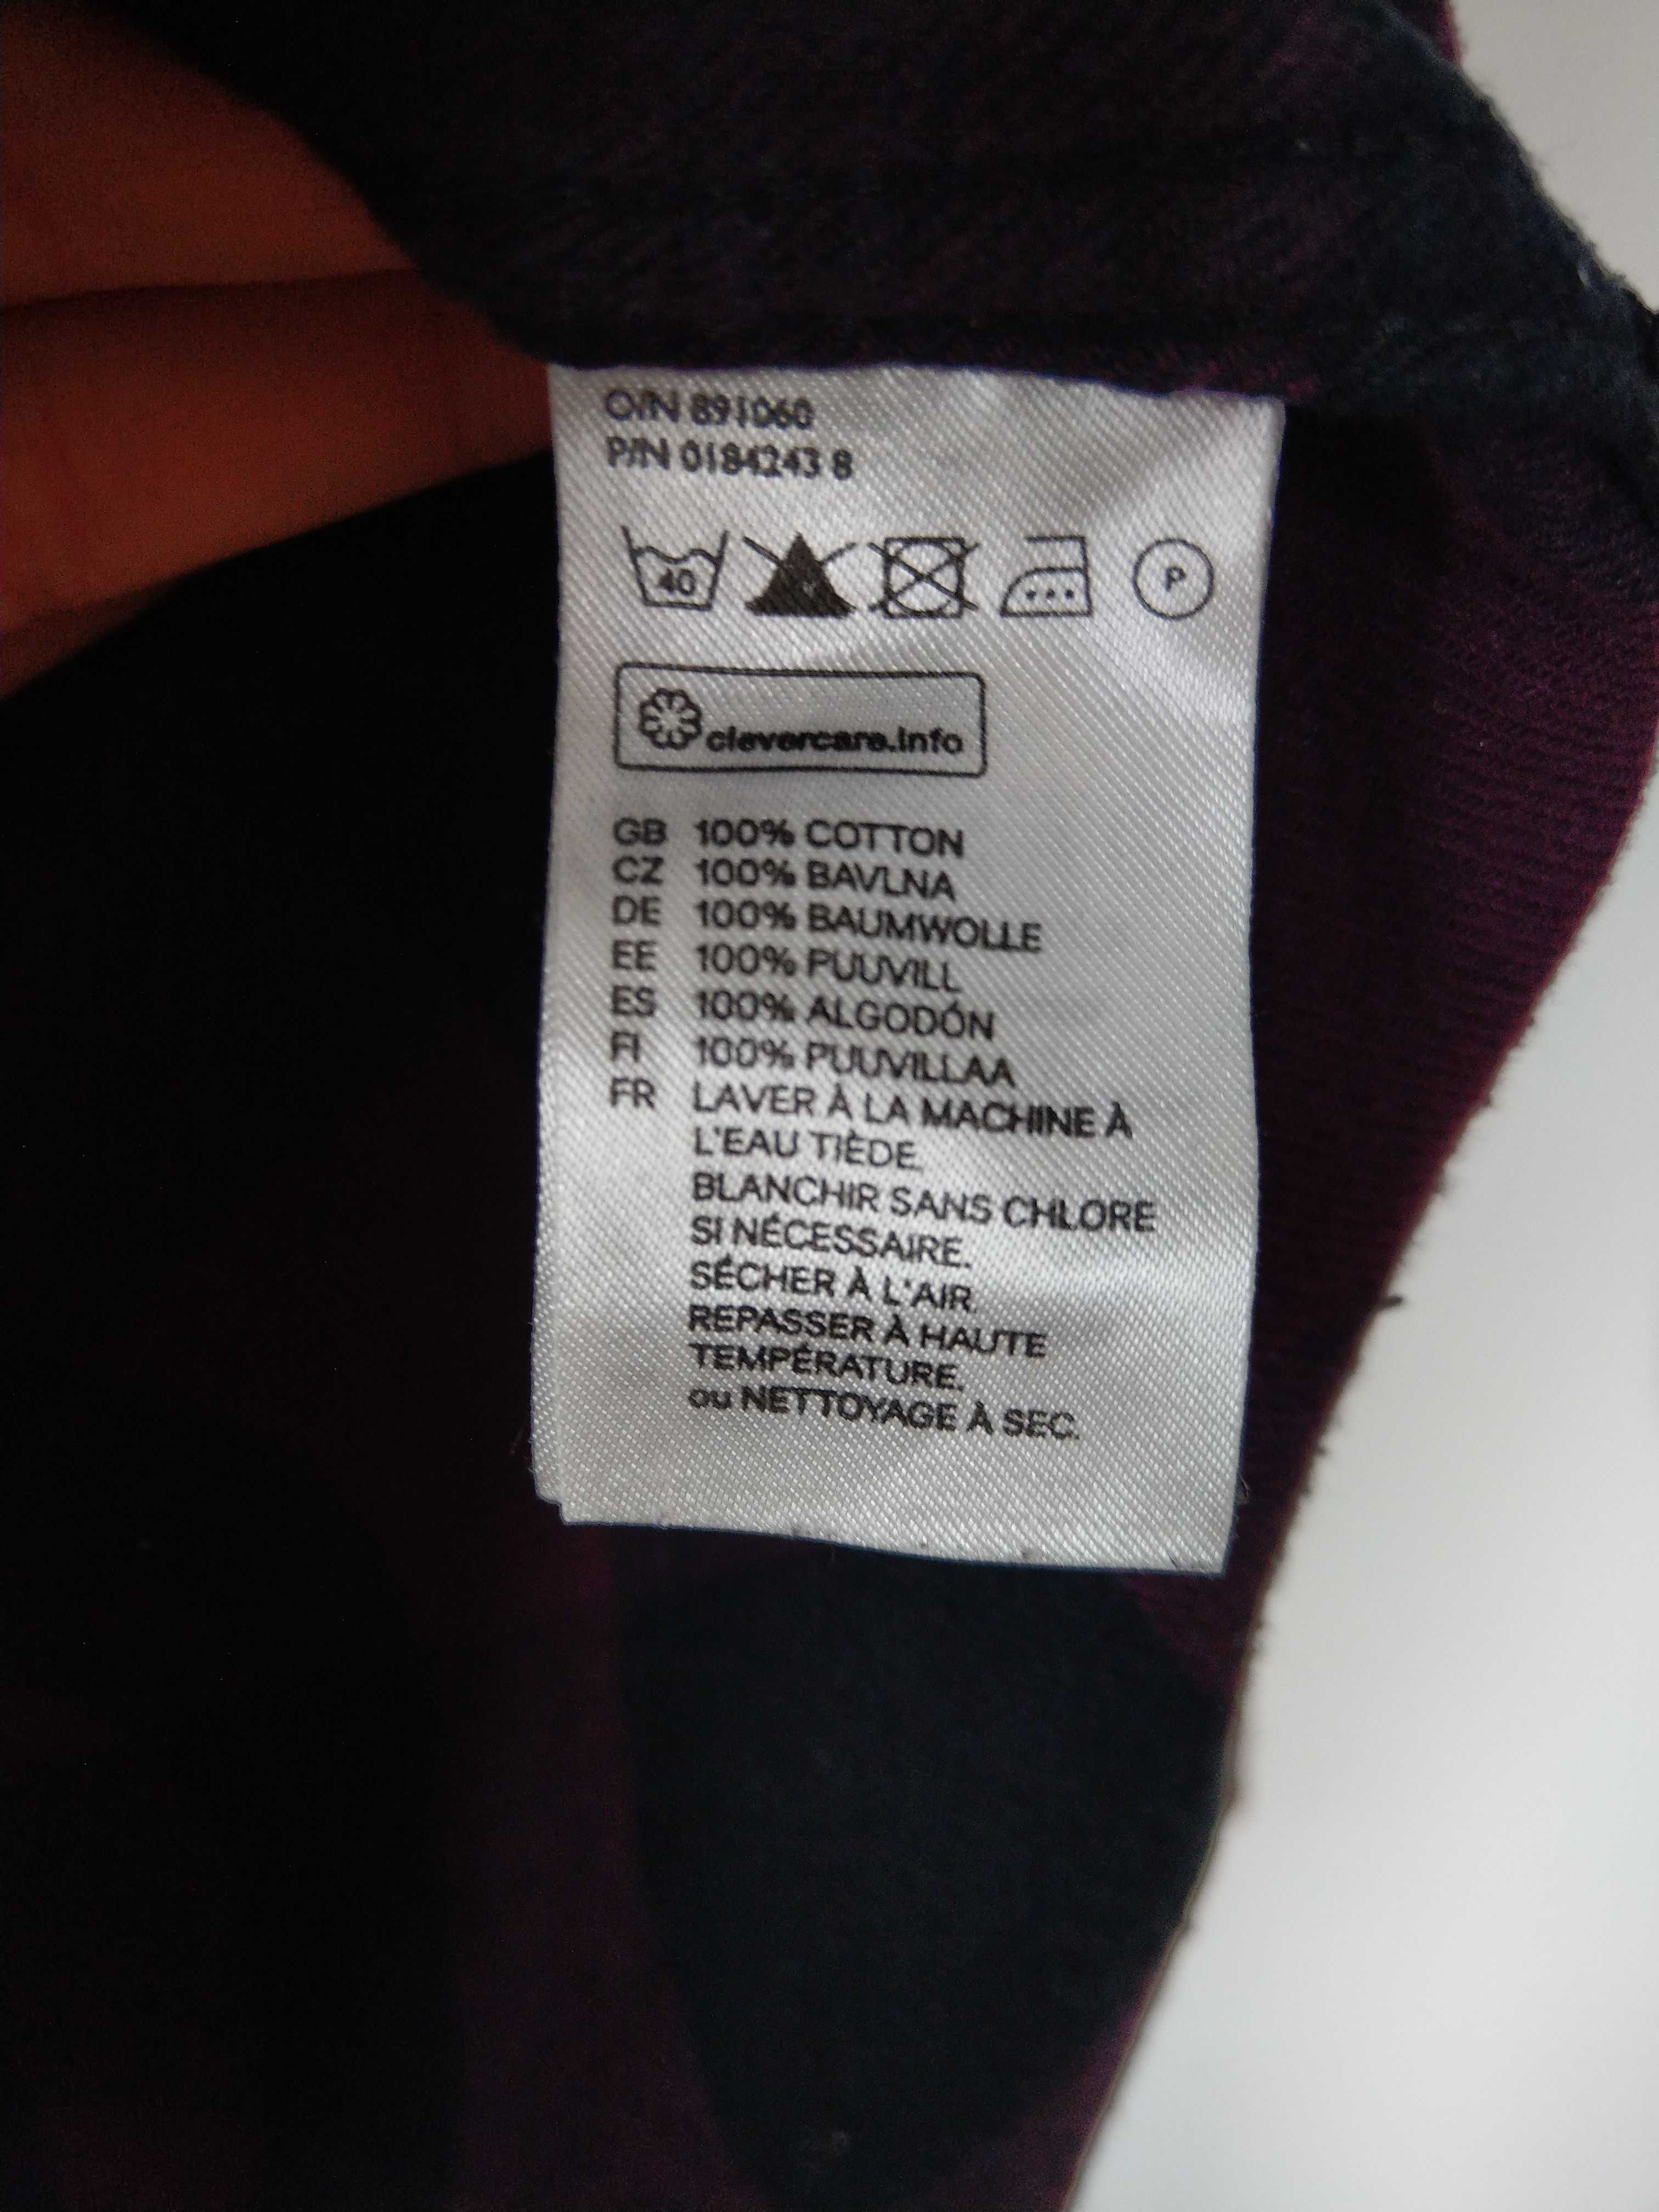 O/N 891060
P/N 0184243 8
40 P
clevercare.info
GB 100% COTTON
CZ 100% BAVLNA
DE 100% BAUMWOLLE
EE 100% PUUVILL
ES 100% ALGODÓN
FI 100% PUUVILLAA
FR LAVER À LA MACHINE À
L'EAU TIÈDE.
BLANCHIR SANS CHLORE
SI NÉCESSAIRE.
SÉCHER À L'AIR.
REPASSER À HAUTE
TEMPÉRATURE.
ou NETTOYAGE À SEC.